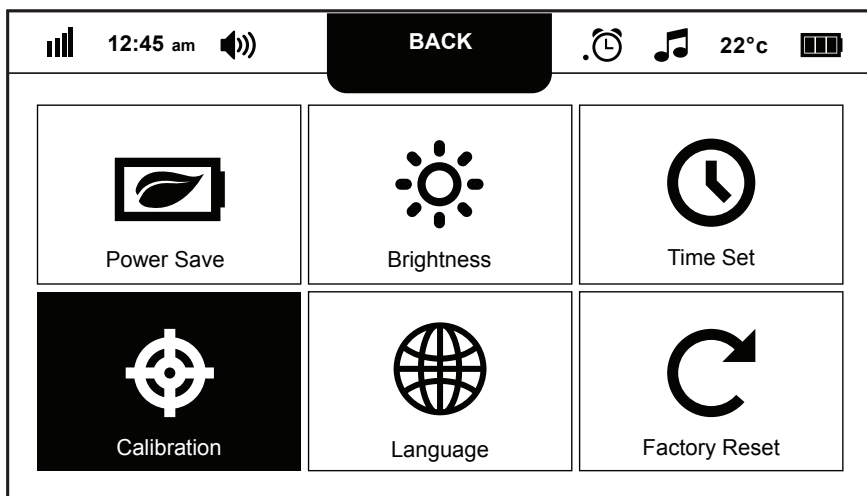 12:45 am BACK 22°c
Power Save Brightness Time Set
Calibration Language Factory Reset